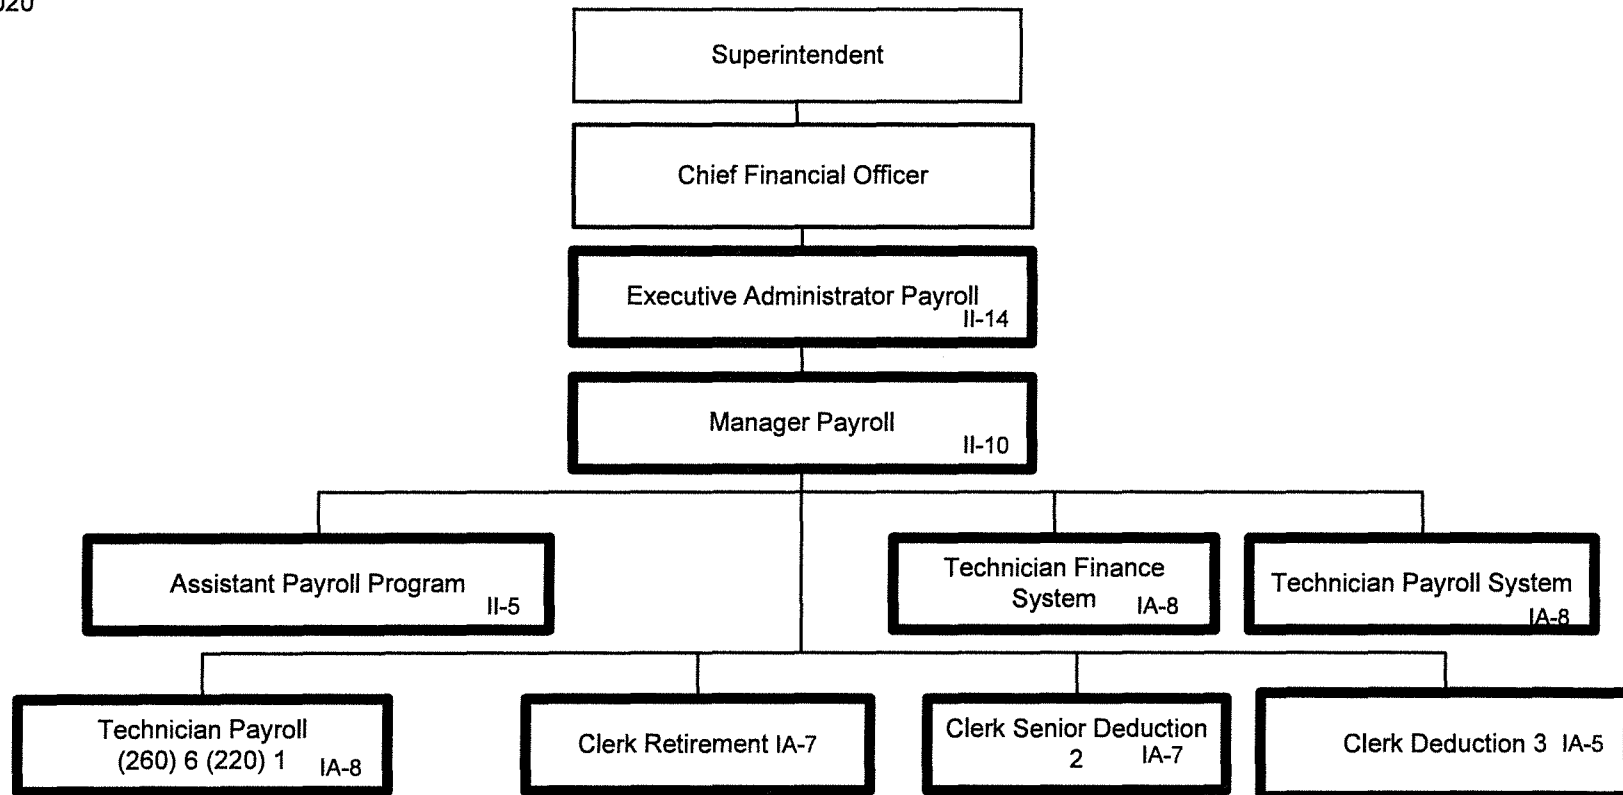 Superintendent
Chief Financial Officer
Executive Administrator Payroll
II-14
Manager Payroll
II-10
Assistant Payroll Program
II-5
Technician Finance
System IA-8
Technician Payroll System
IA-8
Technician Payroll
(260) 6 (220) 1 IA-8
Clerk Retirement IA-7
Clerk Senior Deduction
2 IA-7
Clerk Deduction 3 IA-5